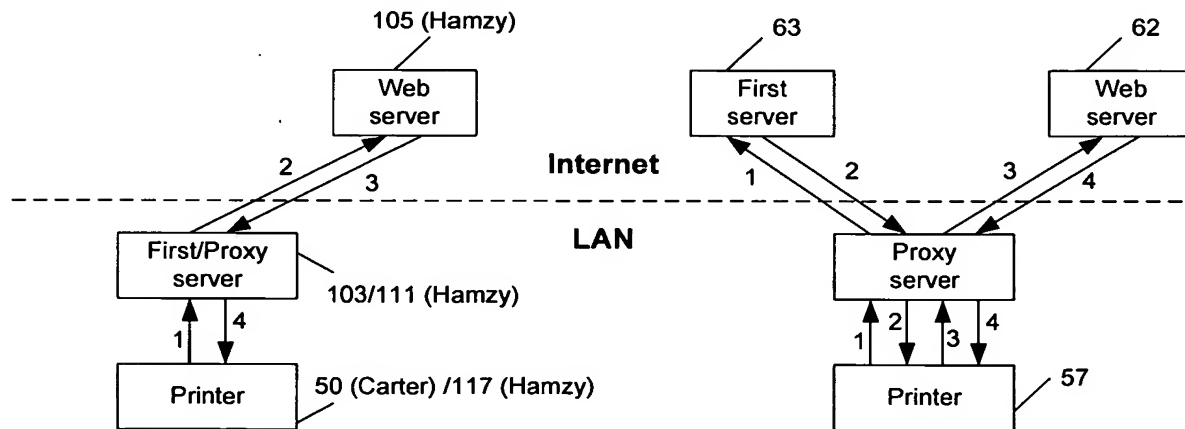 105 (Hamzy)
63
62
Web
server
First
server
Web
server
2
3
Internet
1
2
3
4
LAN
First/Proxy
server
Proxy
server
103/111 (Hamzy)
1
4
1
2
3
4
Printer
50 (Carter) /117 (Hamzy)
Printer
57